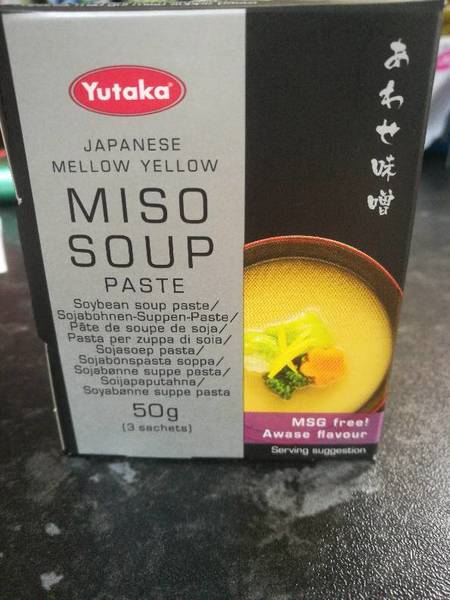 Yutaka
JAPANESE
MELLOW YELLOW
MISO
SOUP
PASTE
Soybean soup paste/
Sojabohnen-Suppen-Paste/
Pâte de soupe de soja/
Pasta per zuppa di soia/
Sojasoep pasta/
Sojabönspasta soppa/
Sojabønne suppe pasta/
Soijapaputahna/
Soyabønne suppe pasta
50g
(3 sachets)
あわせ味噌
MSG free!
Awase flavour
Serving suggestion